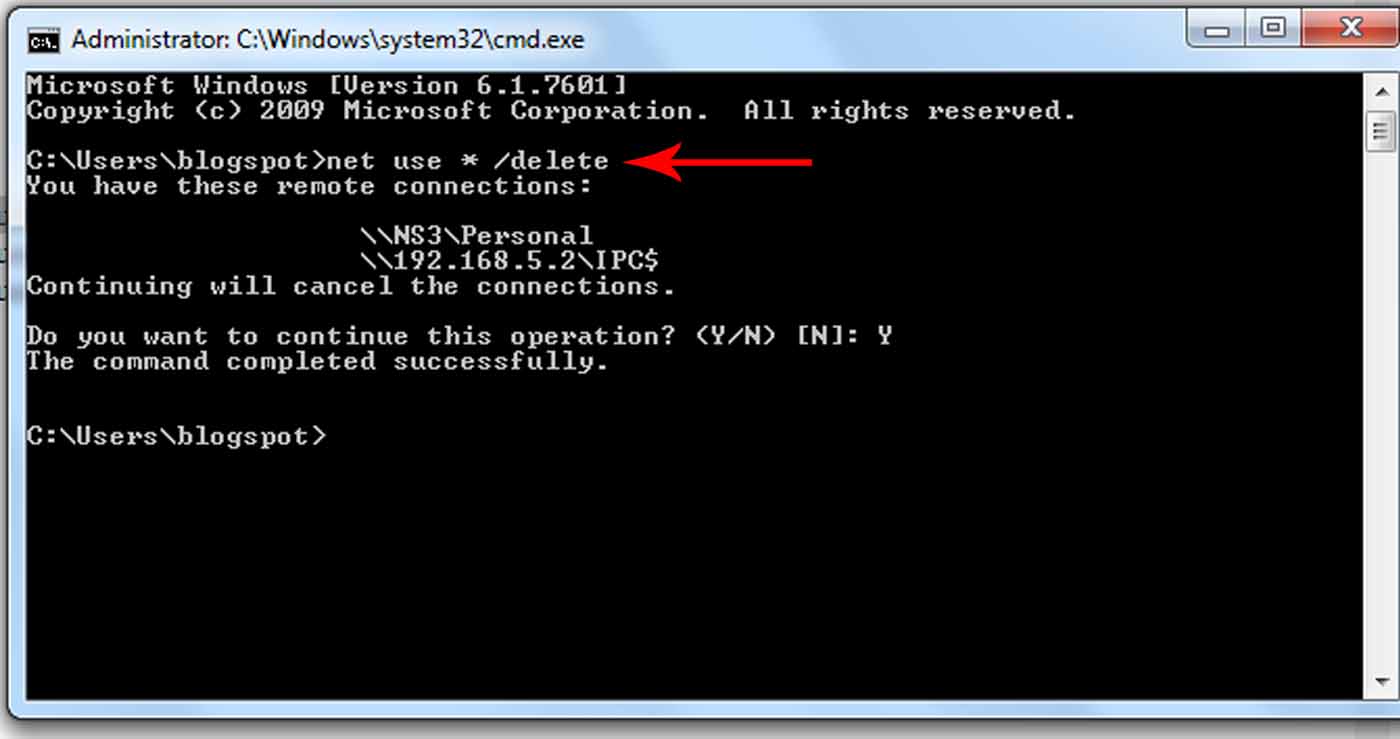 Administrator: C:\Windows\system32\cmd.exe
Microsoft Windows [Version 6.1.7601]
Copyright (c) 2009 Microsoft Corporation.  All rights reserved.
C:\Users\blogspot>net use * /delete
You have these remote connections:
\\NS3\Personal
\\192.168.5.2\IPC$
Continuing will cancel the connections.
Do you want to continue this operation? (Y/N) [N]: Y
The command completed successfully.
C:\Users\blogspot>